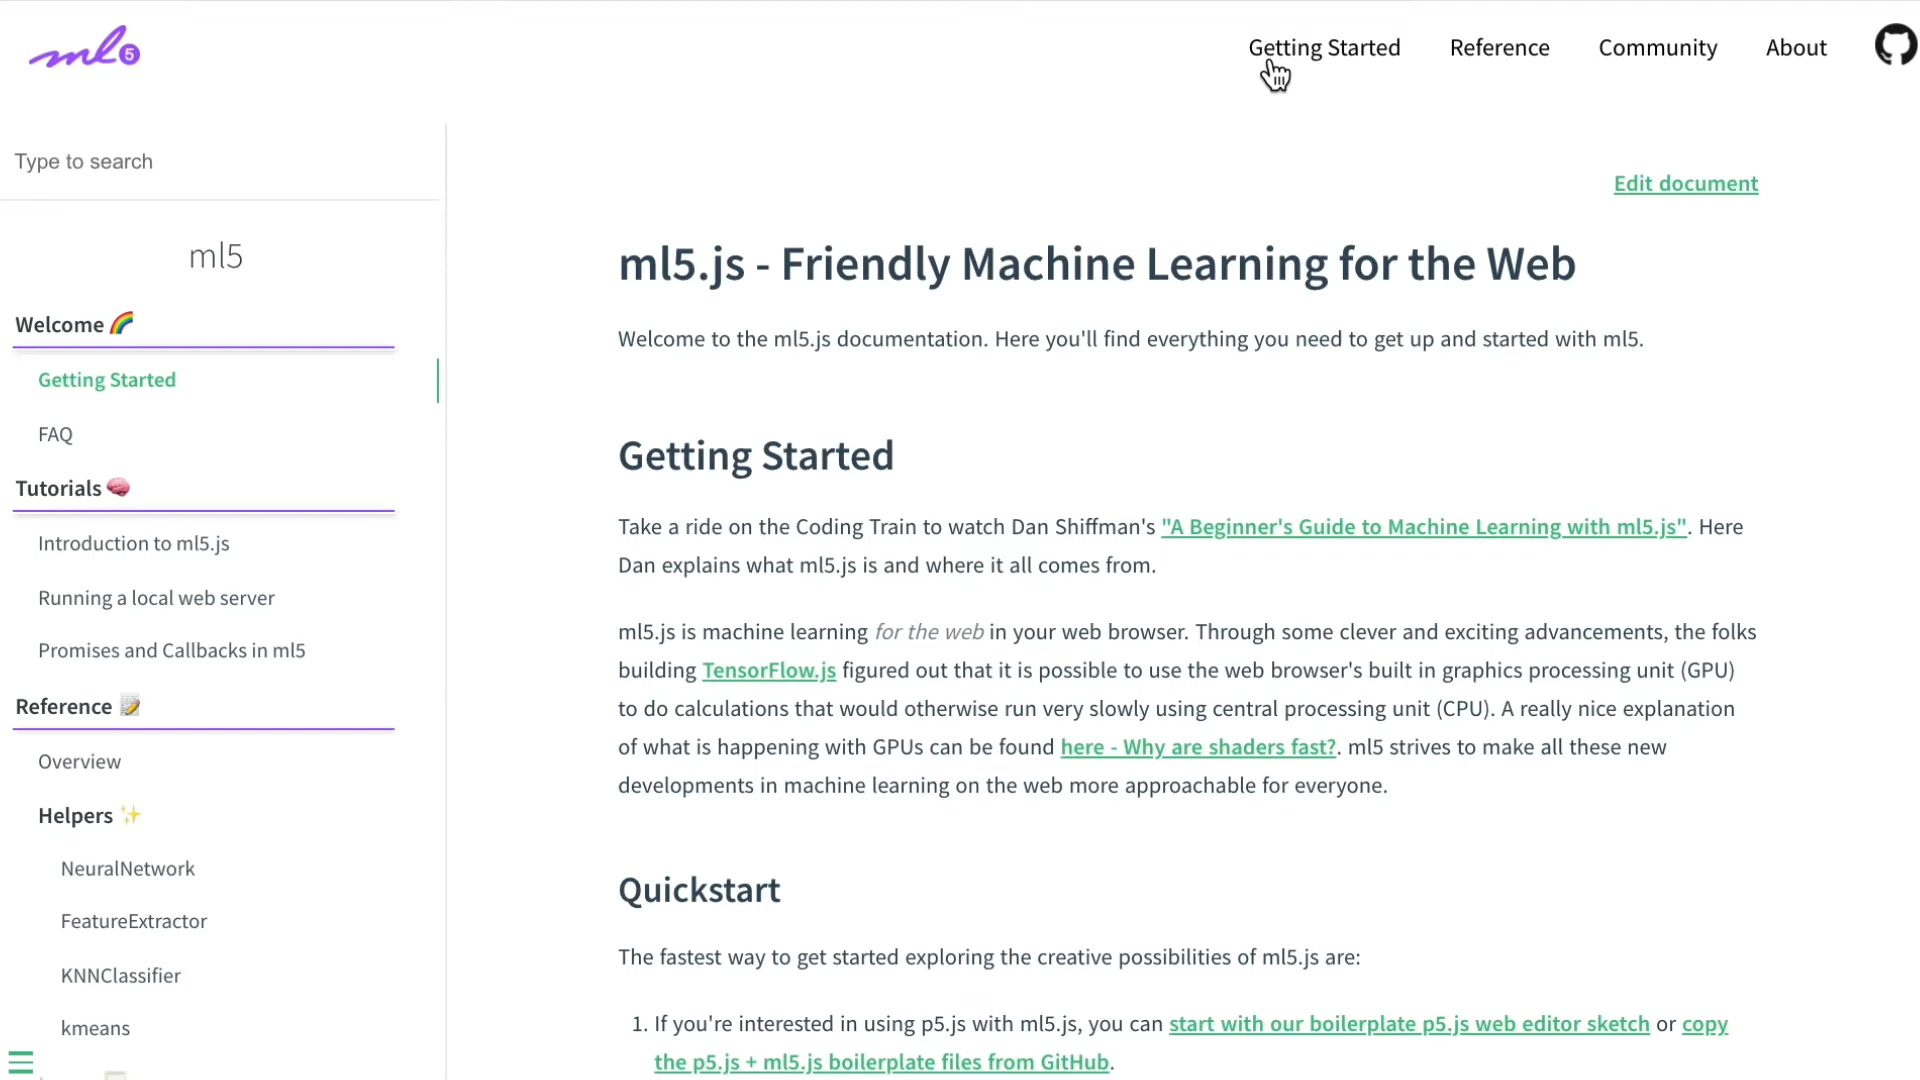 ml5
Getting Started
Reference
Community
About
Type to search
Edit document
ml5
Welcome 🌈
Getting Started
FAQ
Tutorials 🧠
Introduction to ml5.js
Running a local web server
Promises and Callbacks in ml5
Reference 📝
Overview
Helpers ✨
NeuralNetwork
FeatureExtractor
KNNClassifier
kmeans
ml5.js - Friendly Machine Learning for the Web
Welcome to the ml5.js documentation. Here you'll find everything you need to get up and started with ml5.
Getting Started
Take a ride on the Coding Train to watch Dan Shiffman's "A Beginner's Guide to Machine Learning with ml5.js". Here
Dan explains what ml5.js is and where it all comes from.
ml5.js is machine learning for the web in your web browser. Through some clever and exciting advancements, the folks
building TensorFlow.js figured out that it is possible to use the web browser's built in graphics processing unit (GPU)
to do calculations that would otherwise run very slowly using central processing unit (CPU). A really nice explanation
of what is happening with GPUs can be found here - Why are shaders fast?. ml5 strives to make all these new
developments in machine learning on the web more approachable for everyone.
Quickstart
The fastest way to get started exploring the creative possibilities of ml5.js are:
1. If you're interested in using p5.js with ml5.js, you can start with our boilerplate p5.js web editor sketch or copy
the p5.js + ml5.js boilerplate files from GitHub.